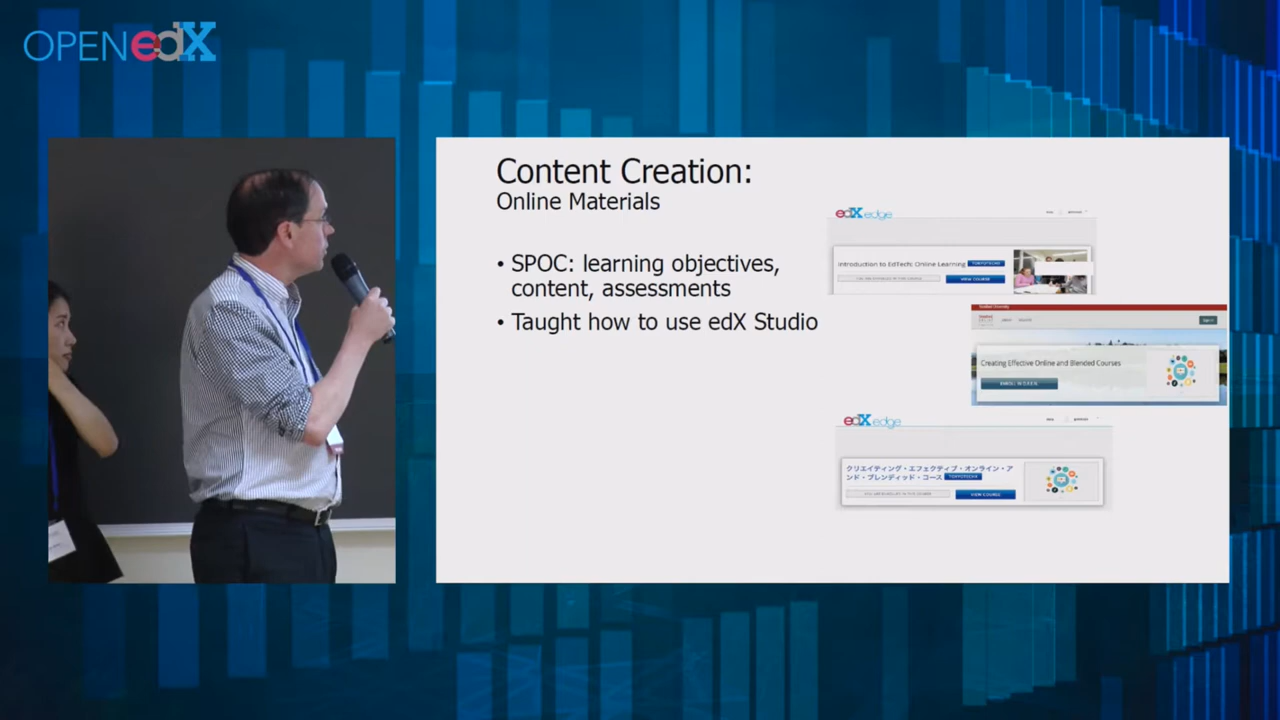 OPEN edX
Content Creation:
Online Materials
• SPOC: learning objectives,
content, assessments
• Taught how to use edX Studio
edX edge
Introduction to EdTech: Online Learning
VIEW COURSE
Creating Effective Online and Blended Courses
edX edge
クリエイティング・エフェクティブ・オンライン・ア
ンド・ブレンディッド・コース
VIEW COURSE